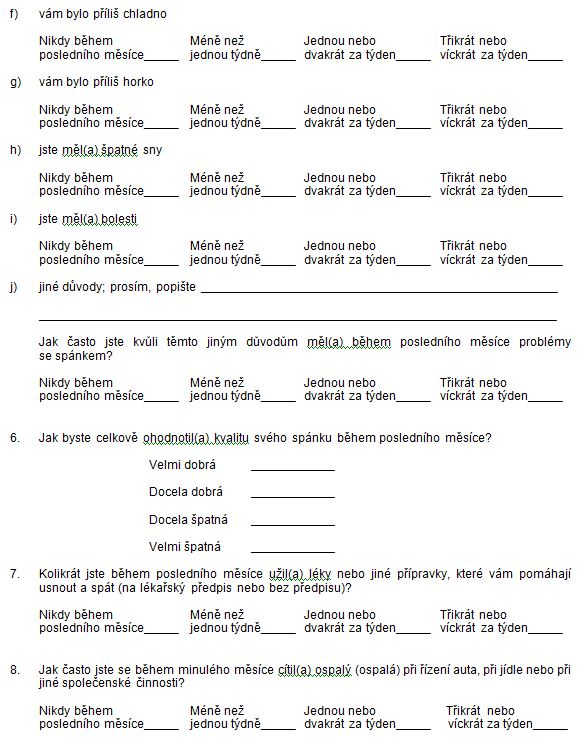 f) vám bylo příliš chladno
Nikdy během Méně než Jednou nebo Třikrát nebo
posledního měsíce_____ jednou týdně_____ dvakrát za týden_____ víckrát za týden_____
g) vám bylo příliš horko
Nikdy během Méně než Jednou nebo Třikrát nebo
posledního měsíce_____ jednou týdně_____ dvakrát za týden_____ víckrát za týden_____
h) jste měl(a) špatné sny
Nikdy během Méně než Jednou nebo Třikrát nebo
posledního měsíce_____ jednou týdně_____ dvakrát za týden_____ víckrát za týden_____
i) jste měl(a) bolesti
Nikdy během Méně než Jednou nebo Třikrát nebo
posledního měsíce_____ jednou týdně_____ dvakrát za týden_____ víckrát za týden_____
j) jiné důvody; prosím, popište _____
_____
Jak často jste kvůli těmto jiným důvodům měl(a) během posledního měsíce problémy
se spánkem?
Nikdy během Méně než Jednou nebo Třikrát nebo
posledního měsíce_____ jednou týdně_____ dvakrát za týden_____ víckrát za týden_____
6. Jak byste celkově ohodnotil(a) kvalitu svého spánku během posledního měsíce?
Velmi dobrá _____
Docela dobrá _____
Docela špatná _____
Velmi špatná _____
7. Kolikrát jste během posledního měsíce užil(a) léky nebo jiné přípravky, které vám pomáhají
usnout a spát (na lékařský předpis nebo bez předpisu)?
Nikdy během Méně než Jednou nebo Třikrát nebo
posledního měsíce_____ jednou týdně_____ dvakrát za týden_____ víckrát za týden_____
8. Jak často jste se během minulého měsíce cítil(a) ospalý (ospalá) při řízení auta, při jídle nebo při
jiné společenské činnosti?
Nikdy během Méně než Jednou nebo Třikrát nebo
posledního měsíce_____ jednou týdně_____ dvakrát za týden_____ víckrát za týden_____